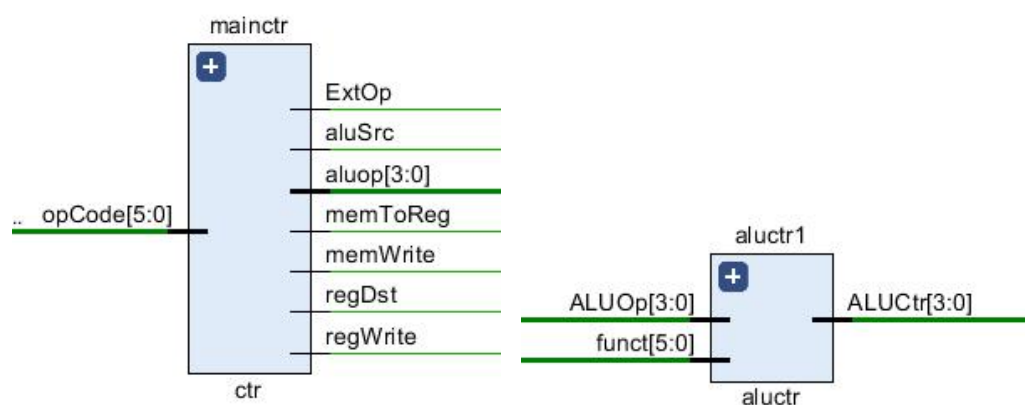 mainctr
ExtOp
aluSrc
aluop[3:0]
.. opCode[5:0]
memToReg
memWrite
regDst
regWrite
ctr
aluctr1
ALUOp[3:0]
ALUCtr[3:0]
funct[5:0]
aluctr